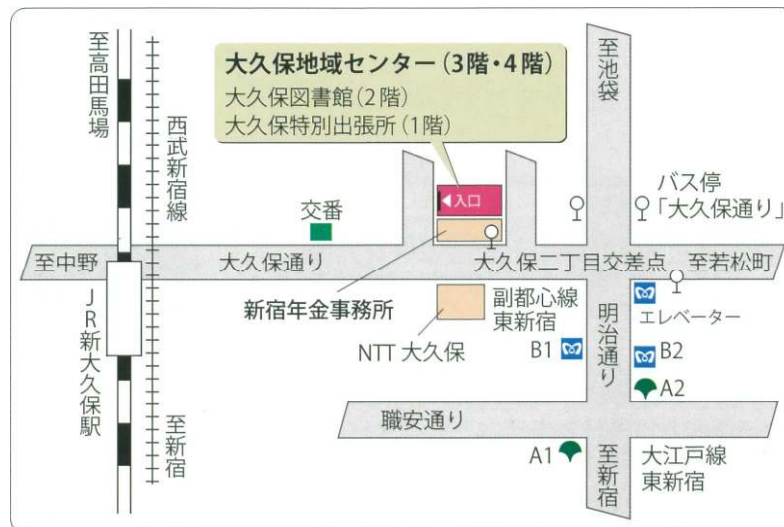 大久保地域センター(3階・4階)
大久保図書館(2階)
大久保特別出張所(1階)
至高田馬場
西武新宿線
至池袋
入口
交番
バス停
「大久保通り」
至中野
大久保通り
大久保二丁目交差点
至若松町
新宿年金事務所
副都心線
東新宿
エレベーター
明治通り
NTT 大久保
B1
B2
A2
JR新大久保駅
職安通り
至新宿
A1
至新宿
大江戸線
東新宿